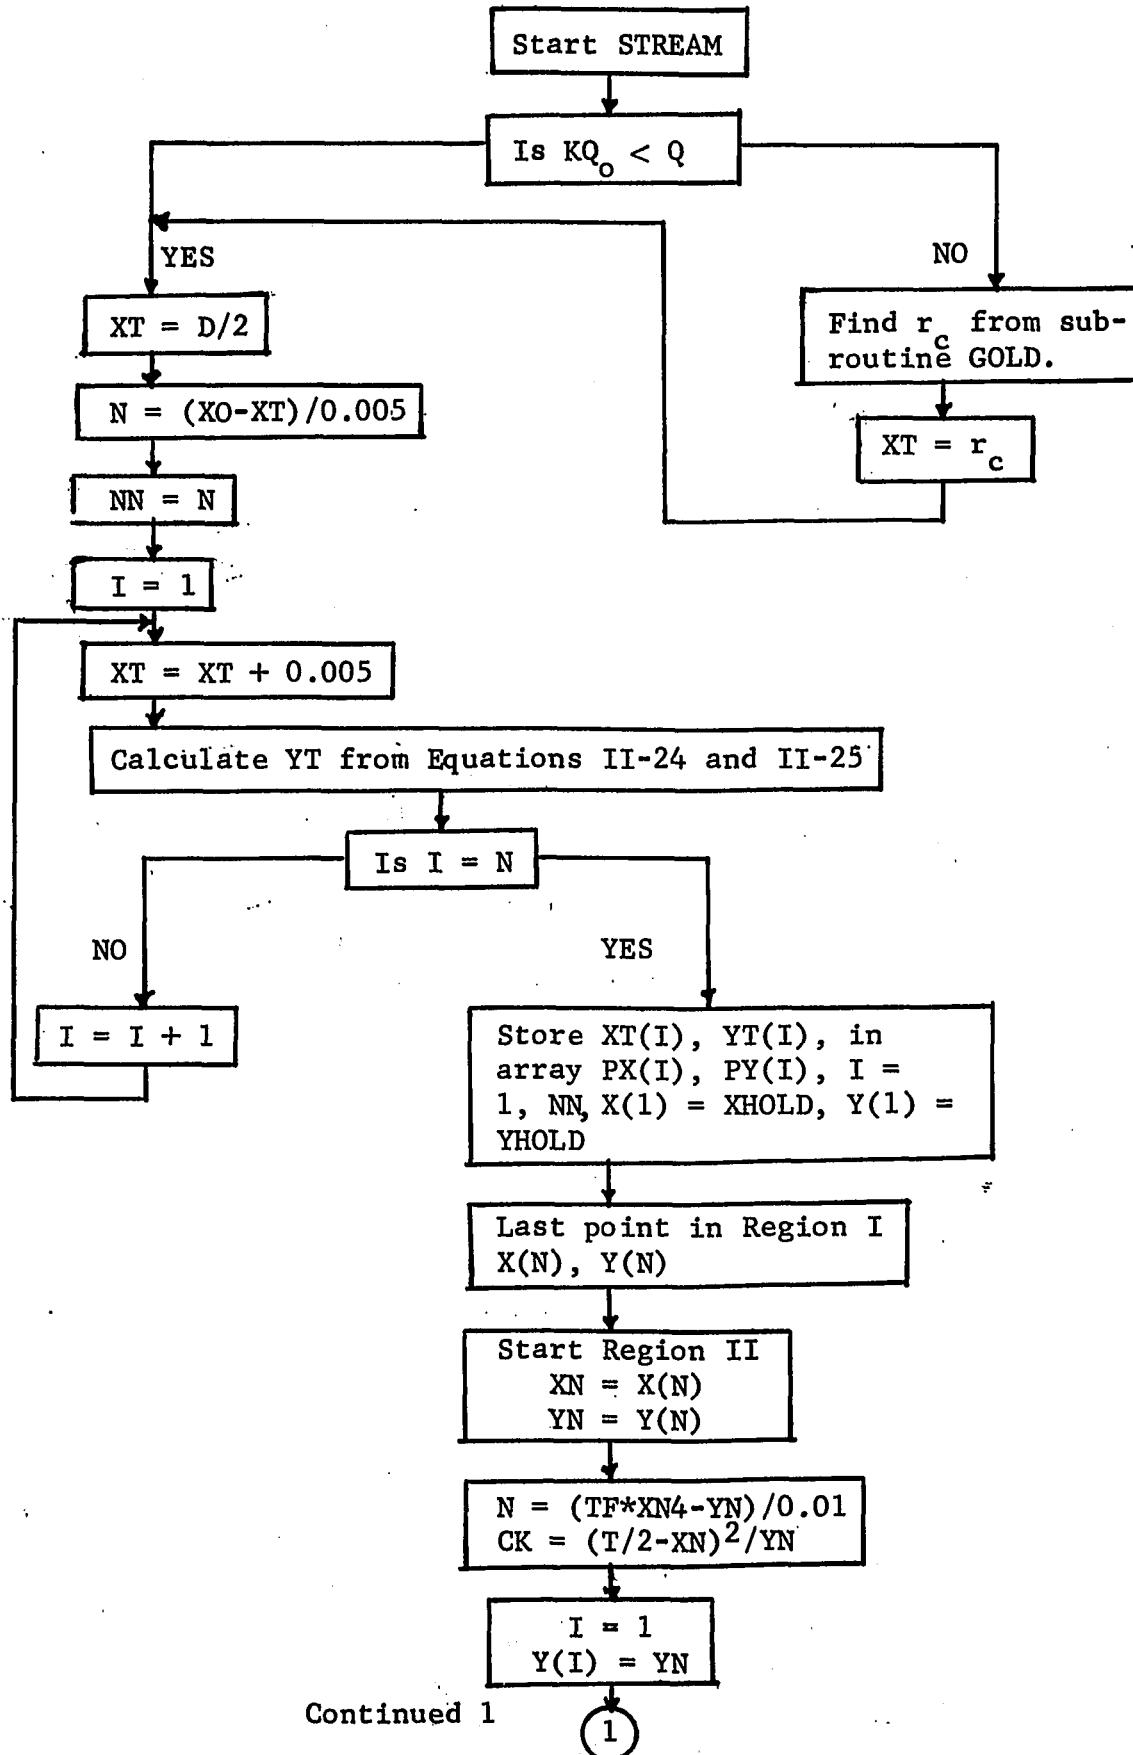 Start STREAM
Is KQo < Q
YES
NO
XT = D/2
Find rc from sub-
routine GOLD.
N = (XO-XT)/0.005
XT = rc
NN = N
I = 1
XT = XT + 0.005
Calculate YT from Equations II-24 and II-25
Is I = N
NO
YES
I = I + 1
Store XT(I), YT(I), in
array PX(I), PY(I), I =
1, NN, X(1) = XHOLD, Y(1) =
YHOLD
Last point in Region I
X(N), Y(N)
Start Region II
XN = X(N)
YN = Y(N)
N = (TF*XN4-YN)/0.01
CK = (T/2-XN)2/YN
I = 1
Y(I) = YN
Continued 1
1